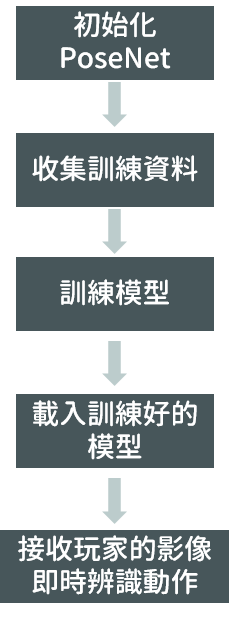 初始化
PoseNet
收集訓練資料
訓練模型
載入訓練好的
模型
接收玩家的影像
即時辨識動作